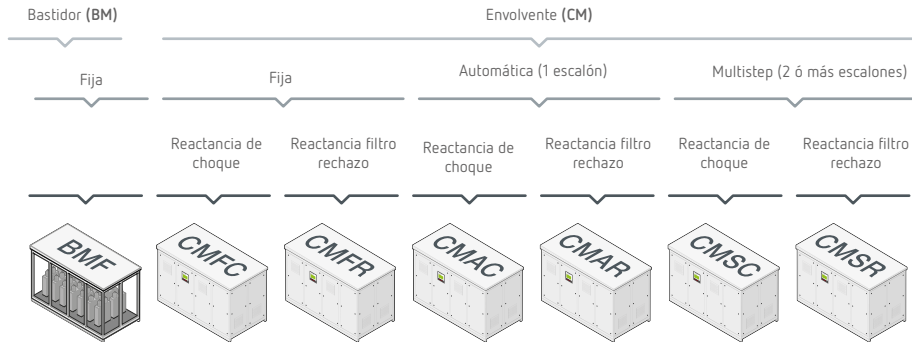 Bastidor (BM)
Envolvente (CM)
Fija
Fija
Automática (1 escalón)
Multistep (2 ó más escalones)
Reactancia de
choque
Reactancia filtro
rechazo
Reactancia de
choque
Reactancia filtro
rechazo
Reactancia de
choque
Reactancia filtro
rechazo
BMF
CMFC
CMFR
CMAC
CMAR
CMSC
CMSR